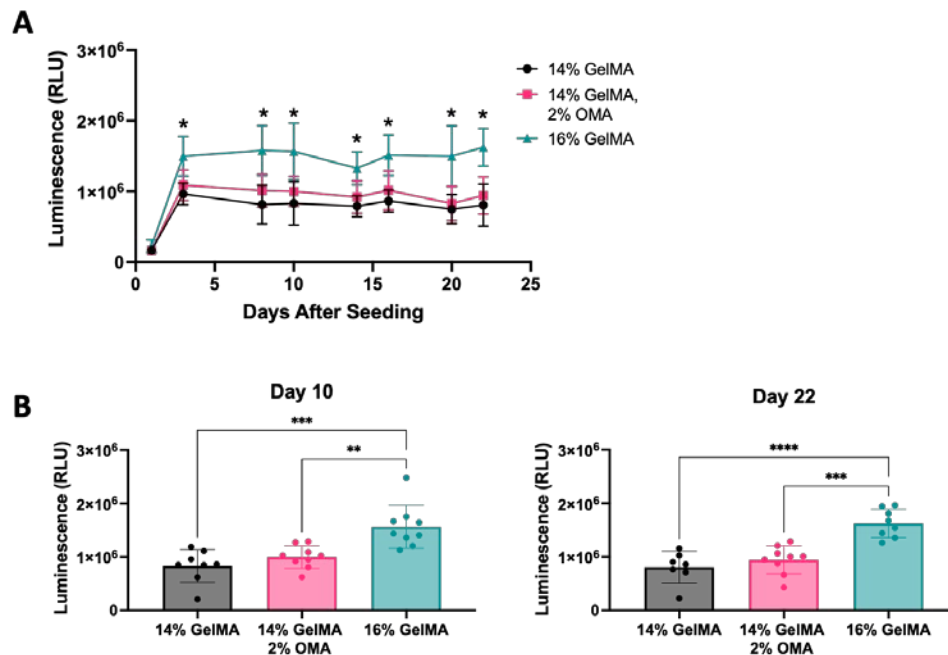 A
Luminescence (RLU)
3×10⁶
2×10⁶
1×10⁶
0
* * * * * * *
0 5 10 15 20 25
Days After Seeding
14% GelMA
14% GelMA,
2% OMA
16% GelMA
B
Day 10
Luminescence (RLU)
3×10⁶
2×10⁶
1×10⁶
0
***
**
14% GelMA 14% GelMA 16% GelMA
2% OMA
Day 22
Luminescence (RLU)
3×10⁶
2×10⁶
1×10⁶
0
****
***
14% GelMA 14% GelMA 16% GelMA
2% OMA